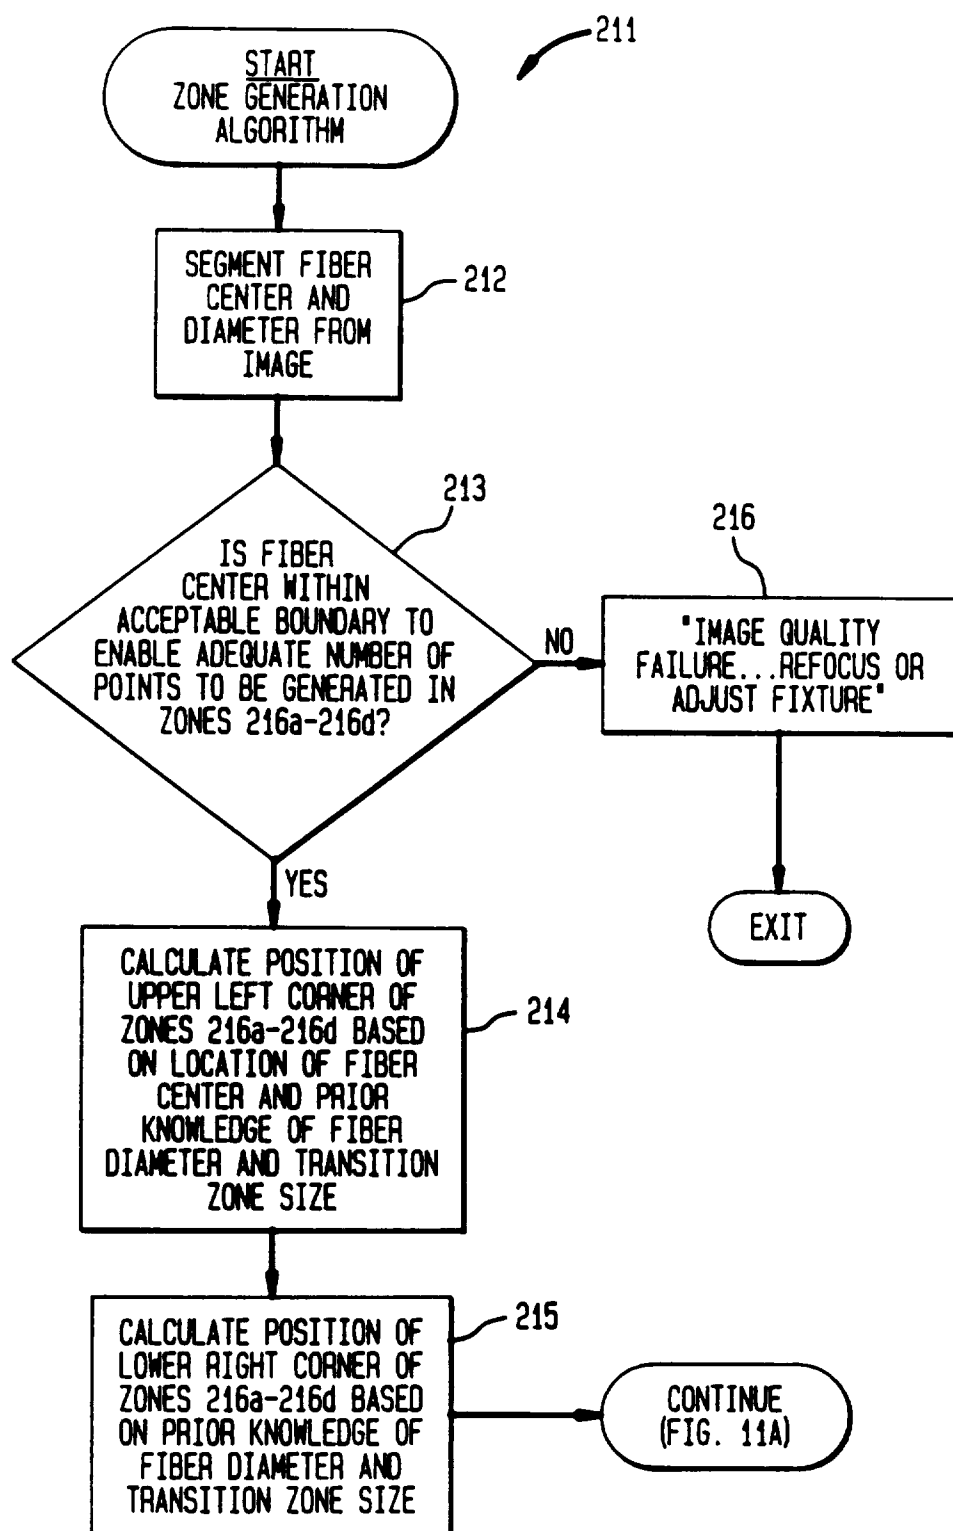 211
START
ZONE GENERATION
ALGORITHM
SEGMENT FIBER
CENTER AND
DIAMETER FROM
IMAGE
212
213
IS FIBER
CENTER WITHIN
ACCEPTABLE BOUNDARY TO
ENABLE ADEQUATE NUMBER OF
POINTS TO BE GENERATED IN
ZONES 216a-216d?
NO
216
"IMAGE QUALITY
FAILURE...REFOCUS OR
ADJUST FIXTURE"
EXIT
YES
CALCULATE POSITION OF
UPPER LEFT CORNER OF
ZONES 216a-216d BASED
ON LOCATION OF FIBER
CENTER AND PRIOR
KNOWLEDGE OF FIBER
DIAMETER AND TRANSITION
ZONE SIZE
214
CALCULATE POSITION OF
LOWER RIGHT CORNER OF
ZONES 216a-216d BASED
ON PRIOR KNOWLEDGE OF
FIBER DIAMETER AND
TRANSITION ZONE SIZE
215
CONTINUE
(FIG. 11A)